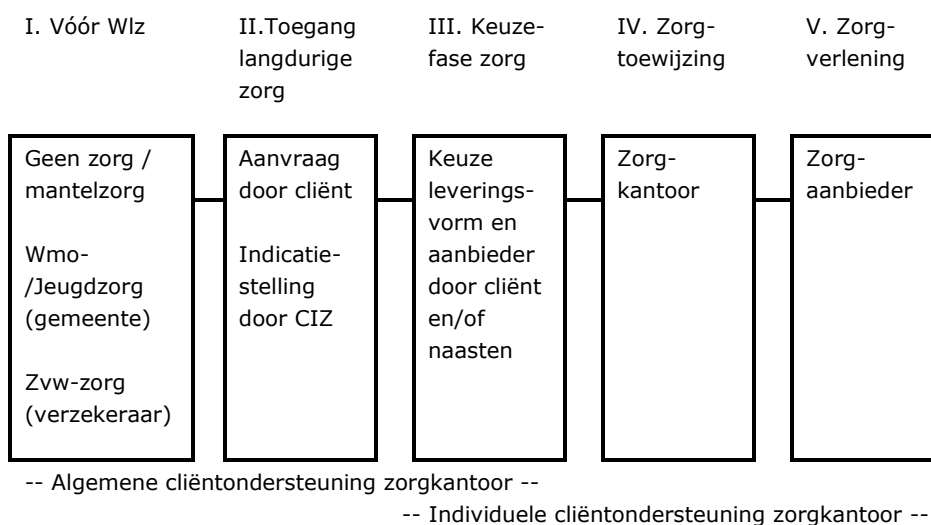 I. Vóór Wlz
II.Toegang
langdurige
zorg
III. Keuze-
fase zorg
IV. Zorg-
toewijzing
V. Zorg-
verlening
Geen zorg /
mantelzorg
Wmo-
/Jeugdzorg
(gemeente)
Zvw-zorg
(verzekeraar)
Aanvraag
door cliënt
Indicatie-
stelling
door CIZ
Keuze
leverings-
vorm en
aanbieder
door cliënt
en/of
naasten
Zorg-
kantoor
Zorg-
aanbieder
-- Algemene cliëntondersteuning zorgkantoor --
-- Individuele cliëntondersteuning zorgkantoor --